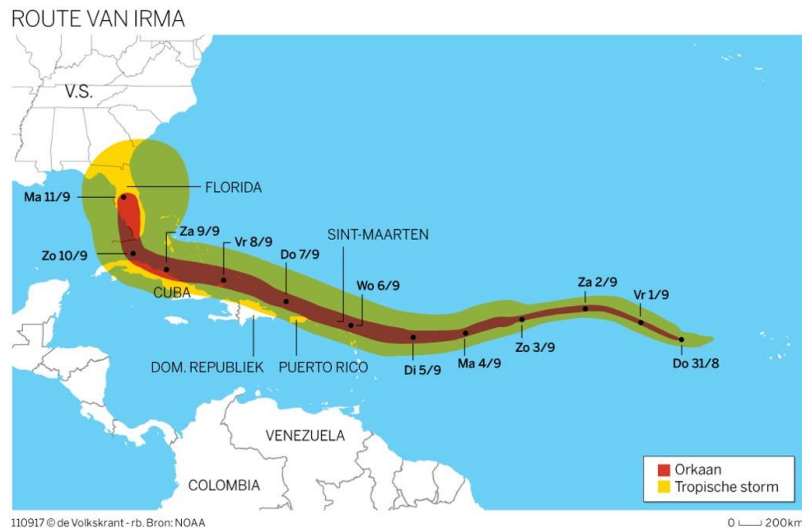 ROUTE VAN IRMA
V.S.
FLORIDA
Ma 11/9
Za 9/9
Vr 8/9
Zo 10/9
Do 7/9
SINT-MAARTEN
Wo 6/9
Za 2/9
Vr 1/9
CUBA
DOM. REPUBLIEK
PUERTO RICO
Di 5/9
Ma 4/9
Zo 3/9
Do 31/8
VENEZUELA
COLOMBIA
Orkaan
Tropische storm
110917 © de Volkskrant - rb. Bron: NOAA
0 200km